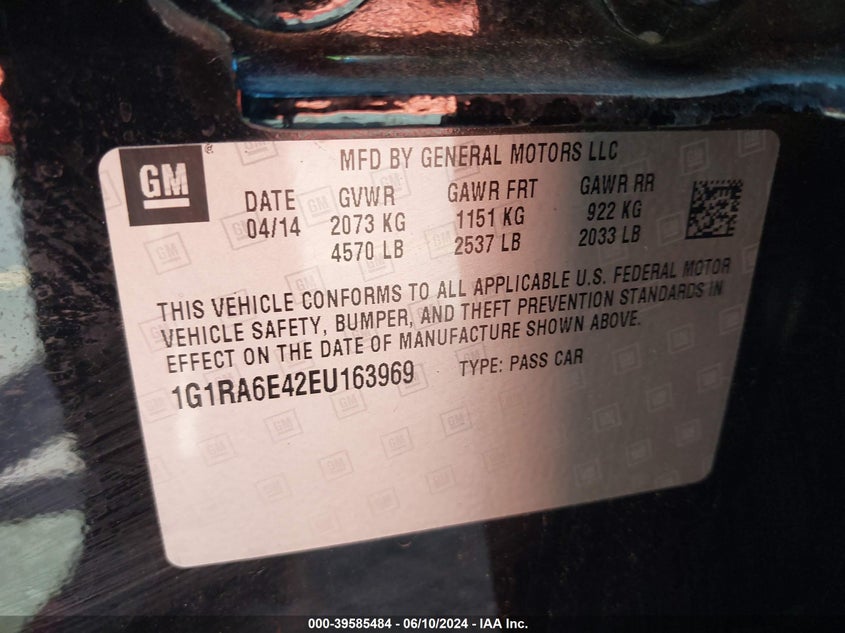 GM
®
MFD BY GENERAL MOTORS LLC
DATE GVWR GAWR FRT GAWR RR
04/14 2073 KG 1151 KG 922 KG
4570 LB 2537 LB 2033 LB
THIS VEHICLE CONFORMS TO ALL APPLICABLE U.S. FEDERAL MOTOR
VEHICLE SAFETY, BUMPER, AND THEFT PREVENTION STANDARDS IN
EFFECT ON THE DATE OF MANUFACTURE SHOWN ABOVE.
1G1RA6E42EU163969 TYPE: PASS CAR
000-39585484 - 06/10/2024 - IAA Inc.